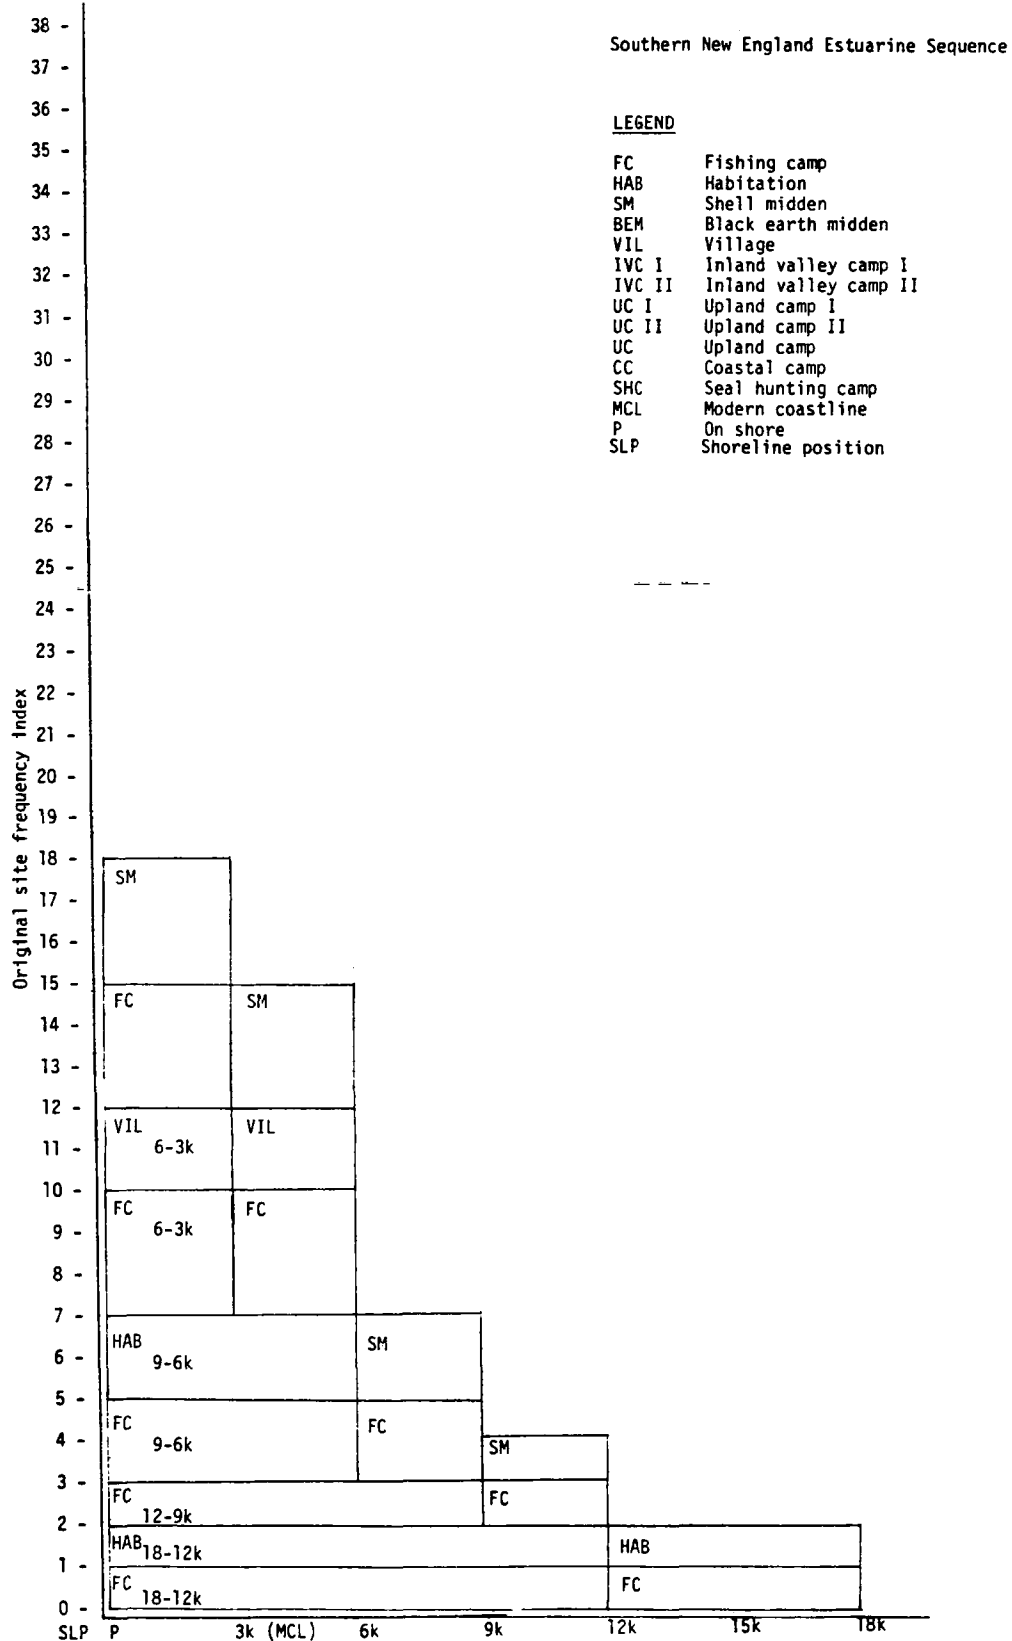 Southern New England Estuarine Sequence
LEGEND
FC Fishing camp
HAB Habitation
SM Shell midden
BEM Black earth midden
VIL Village
IVC I Inland valley camp I
IVC II Inland valley camp II
UC I Upland camp I
UC II Upland camp II
UC Upland camp
CC Coastal camp
SHC Seal hunting camp
MCL Modern coastline
P On shore
SLP Shoreline position
Original site frequency index
38 -
37 -
36 -
35 -
34 -
33 -
32 -
31 -
30 -
29 -
28 -
27 -
26 -
25 -
24 -
23 -
22 -
21 -
20 -
19 -
18 -
17 -
16 -
15 -
14 -
13 -
12 -
11 -
10 -
9 -
8 -
7 -
6 -
5 -
4 -
3 -
2 -
1 -
0 -
SM
FC SM
VIL VIL
6-3k
FC FC
6-3k
HAB SM
9-6k
FC FC
9-6k
SM
FC FC
12-9k
HAB 18-12k HAB
FC FC
18-12k
SLP P 3k (MCL) 6k 9k 12k 15k 18k